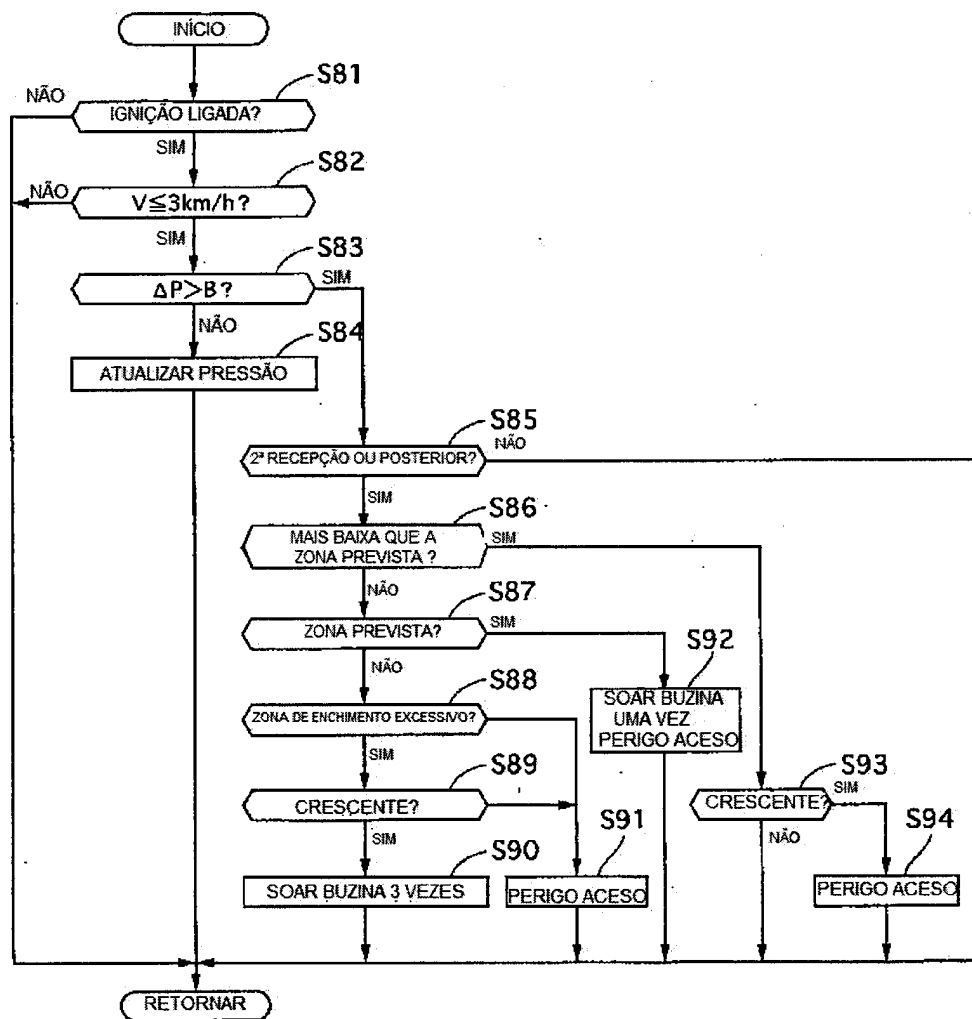 INÍCIO
S81
NÃO
IGNIÇÃO LIGADA?
SIM
S82
NÃO
V≦3km/h?
SIM
S83
ΔP>B?
SIM
NÃO
S84
ATUALIZAR PRESSÃO
S85
2ª RECEPÇÃO OU POSTERIOR?
NÃO
SIM
S86
MAIS BAIXA QUE A
ZONA PREVISTA ?
SIM
NÃO
S87
ZONA PREVISTA?
SIM
NÃO
S92
SOAR BUZINA
UMA VEZ
PERIGO ACESO
S88
ZONA DE ENCHIMENTO EXCESSIVO?
SIM
S89
CRESCENTE?
SIM
S93
CRESCENTE?
SIM
NÃO
S90
SOAR BUZINA 3 VEZES
S91
PERIGO ACESO
S94
PERIGO ACESO
RETORNAR